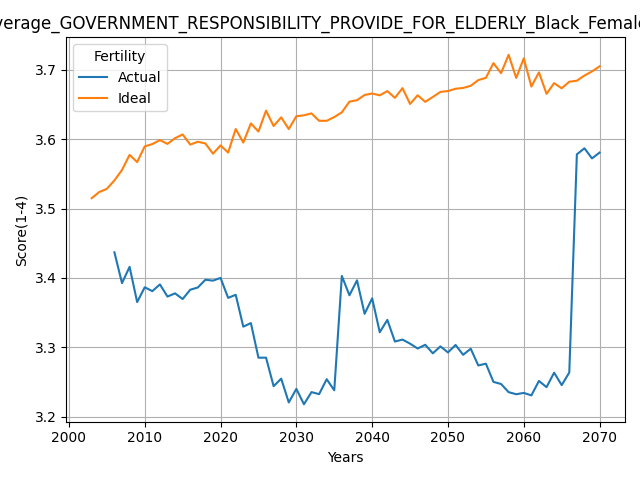 verage_GOVERNMENT_RESPONSIBILITY_PROVIDE_FOR_ELDERLY_Black_Female
Fertility
Actual
Ideal
3.7
3.6
3.5
3.4
3.3
3.2
Score(1-4)
2000 2010 2020 2030 2040 2050 2060 2070
Years